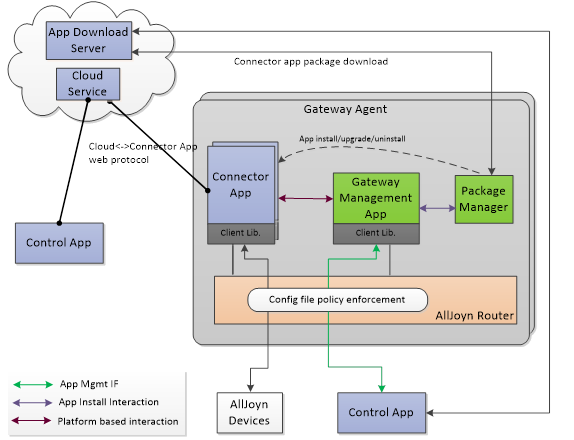 App Download
Server
Cloud
Service
Connector app package download
Gateway Agent
App install/upgrade/uninstall
Cloud<->Connector App
web protocol
Connector
App
Client Lib.
Gateway
Management
App
Client Lib.
Package
Manager
Control App
Config file policy enforcement
AllJoyn Router
App Mgmt IF
App Install Interaction
Platform based interaction
AllJoyn
Devices
Control App